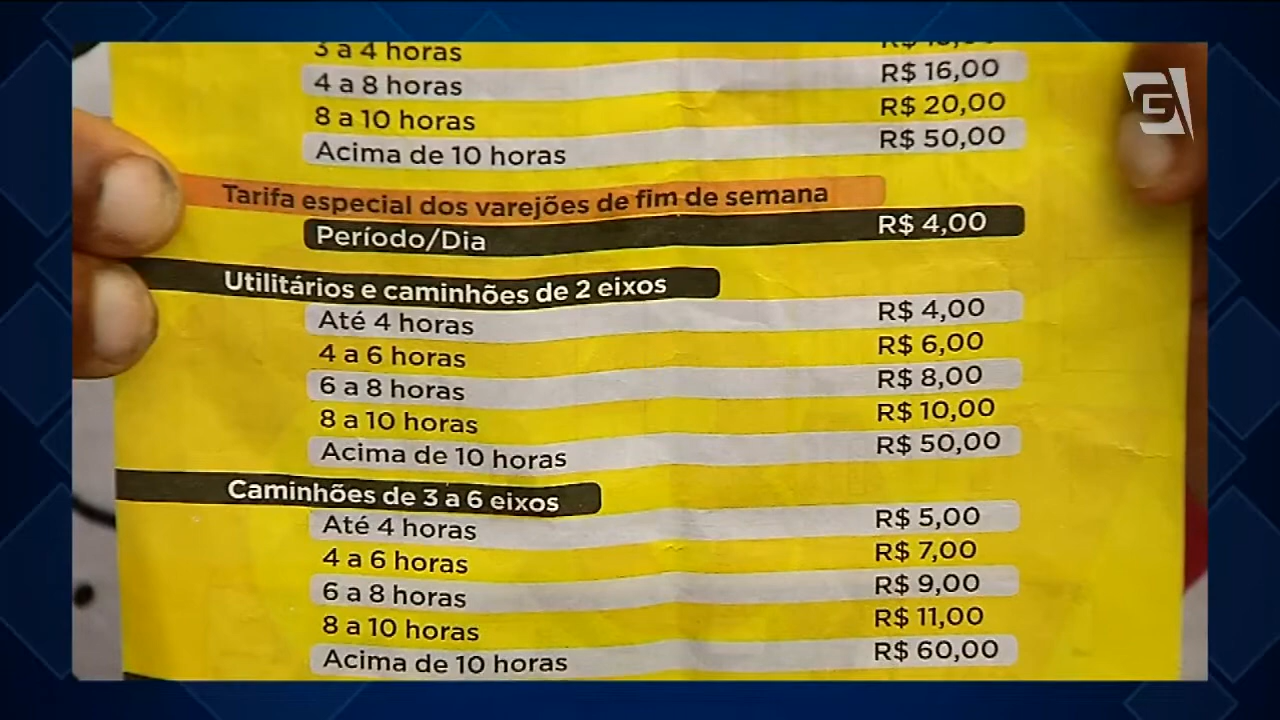 3 a 4 horas
4 a 8 horas R$ 16,00
8 a 10 horas R$ 20,00
Acima de 10 horas R$ 50,00
Tarifa especial dos varejões de fim de semana
Período/Dia R$ 4,00
Utilitários e caminhões de 2 eixos
Até 4 horas R$ 4,00
4 a 6 horas R$ 6,00
6 a 8 horas R$ 8,00
8 a 10 horas R$ 10,00
Acima de 10 horas R$ 50,00
Caminhões de 3 a 6 eixos
Até 4 horas R$ 5,00
4 a 6 horas R$ 7,00
6 a 8 horas R$ 9,00
8 a 10 horas R$ 11,00
Acima de 10 horas R$ 60,00